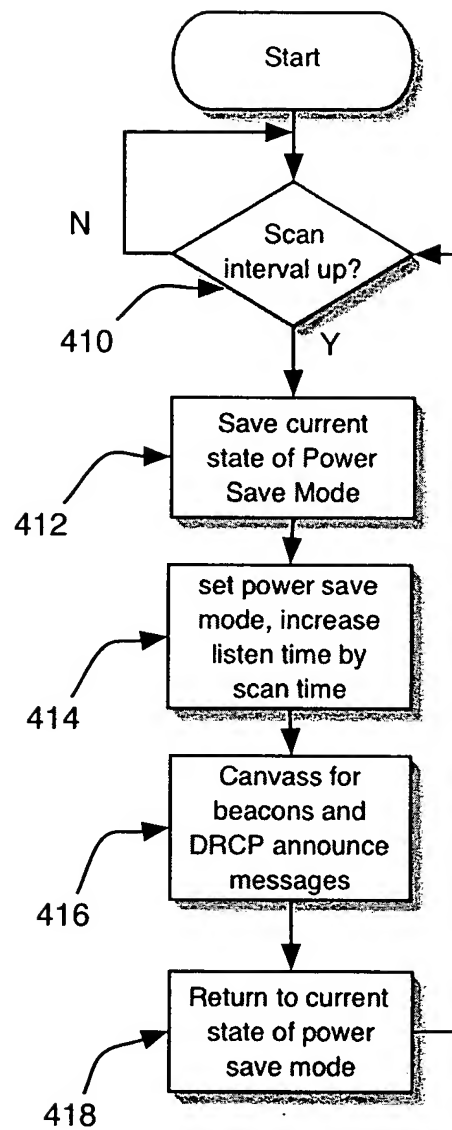 Start
N
Scan
interval up?
410
Y
Save current
state of Power
Save Mode
412
set power save
mode, increase
listen time by
scan time
414
Canvass for
beacons and
DRCP announce
messages
416
Return to current
state of power
save mode
418